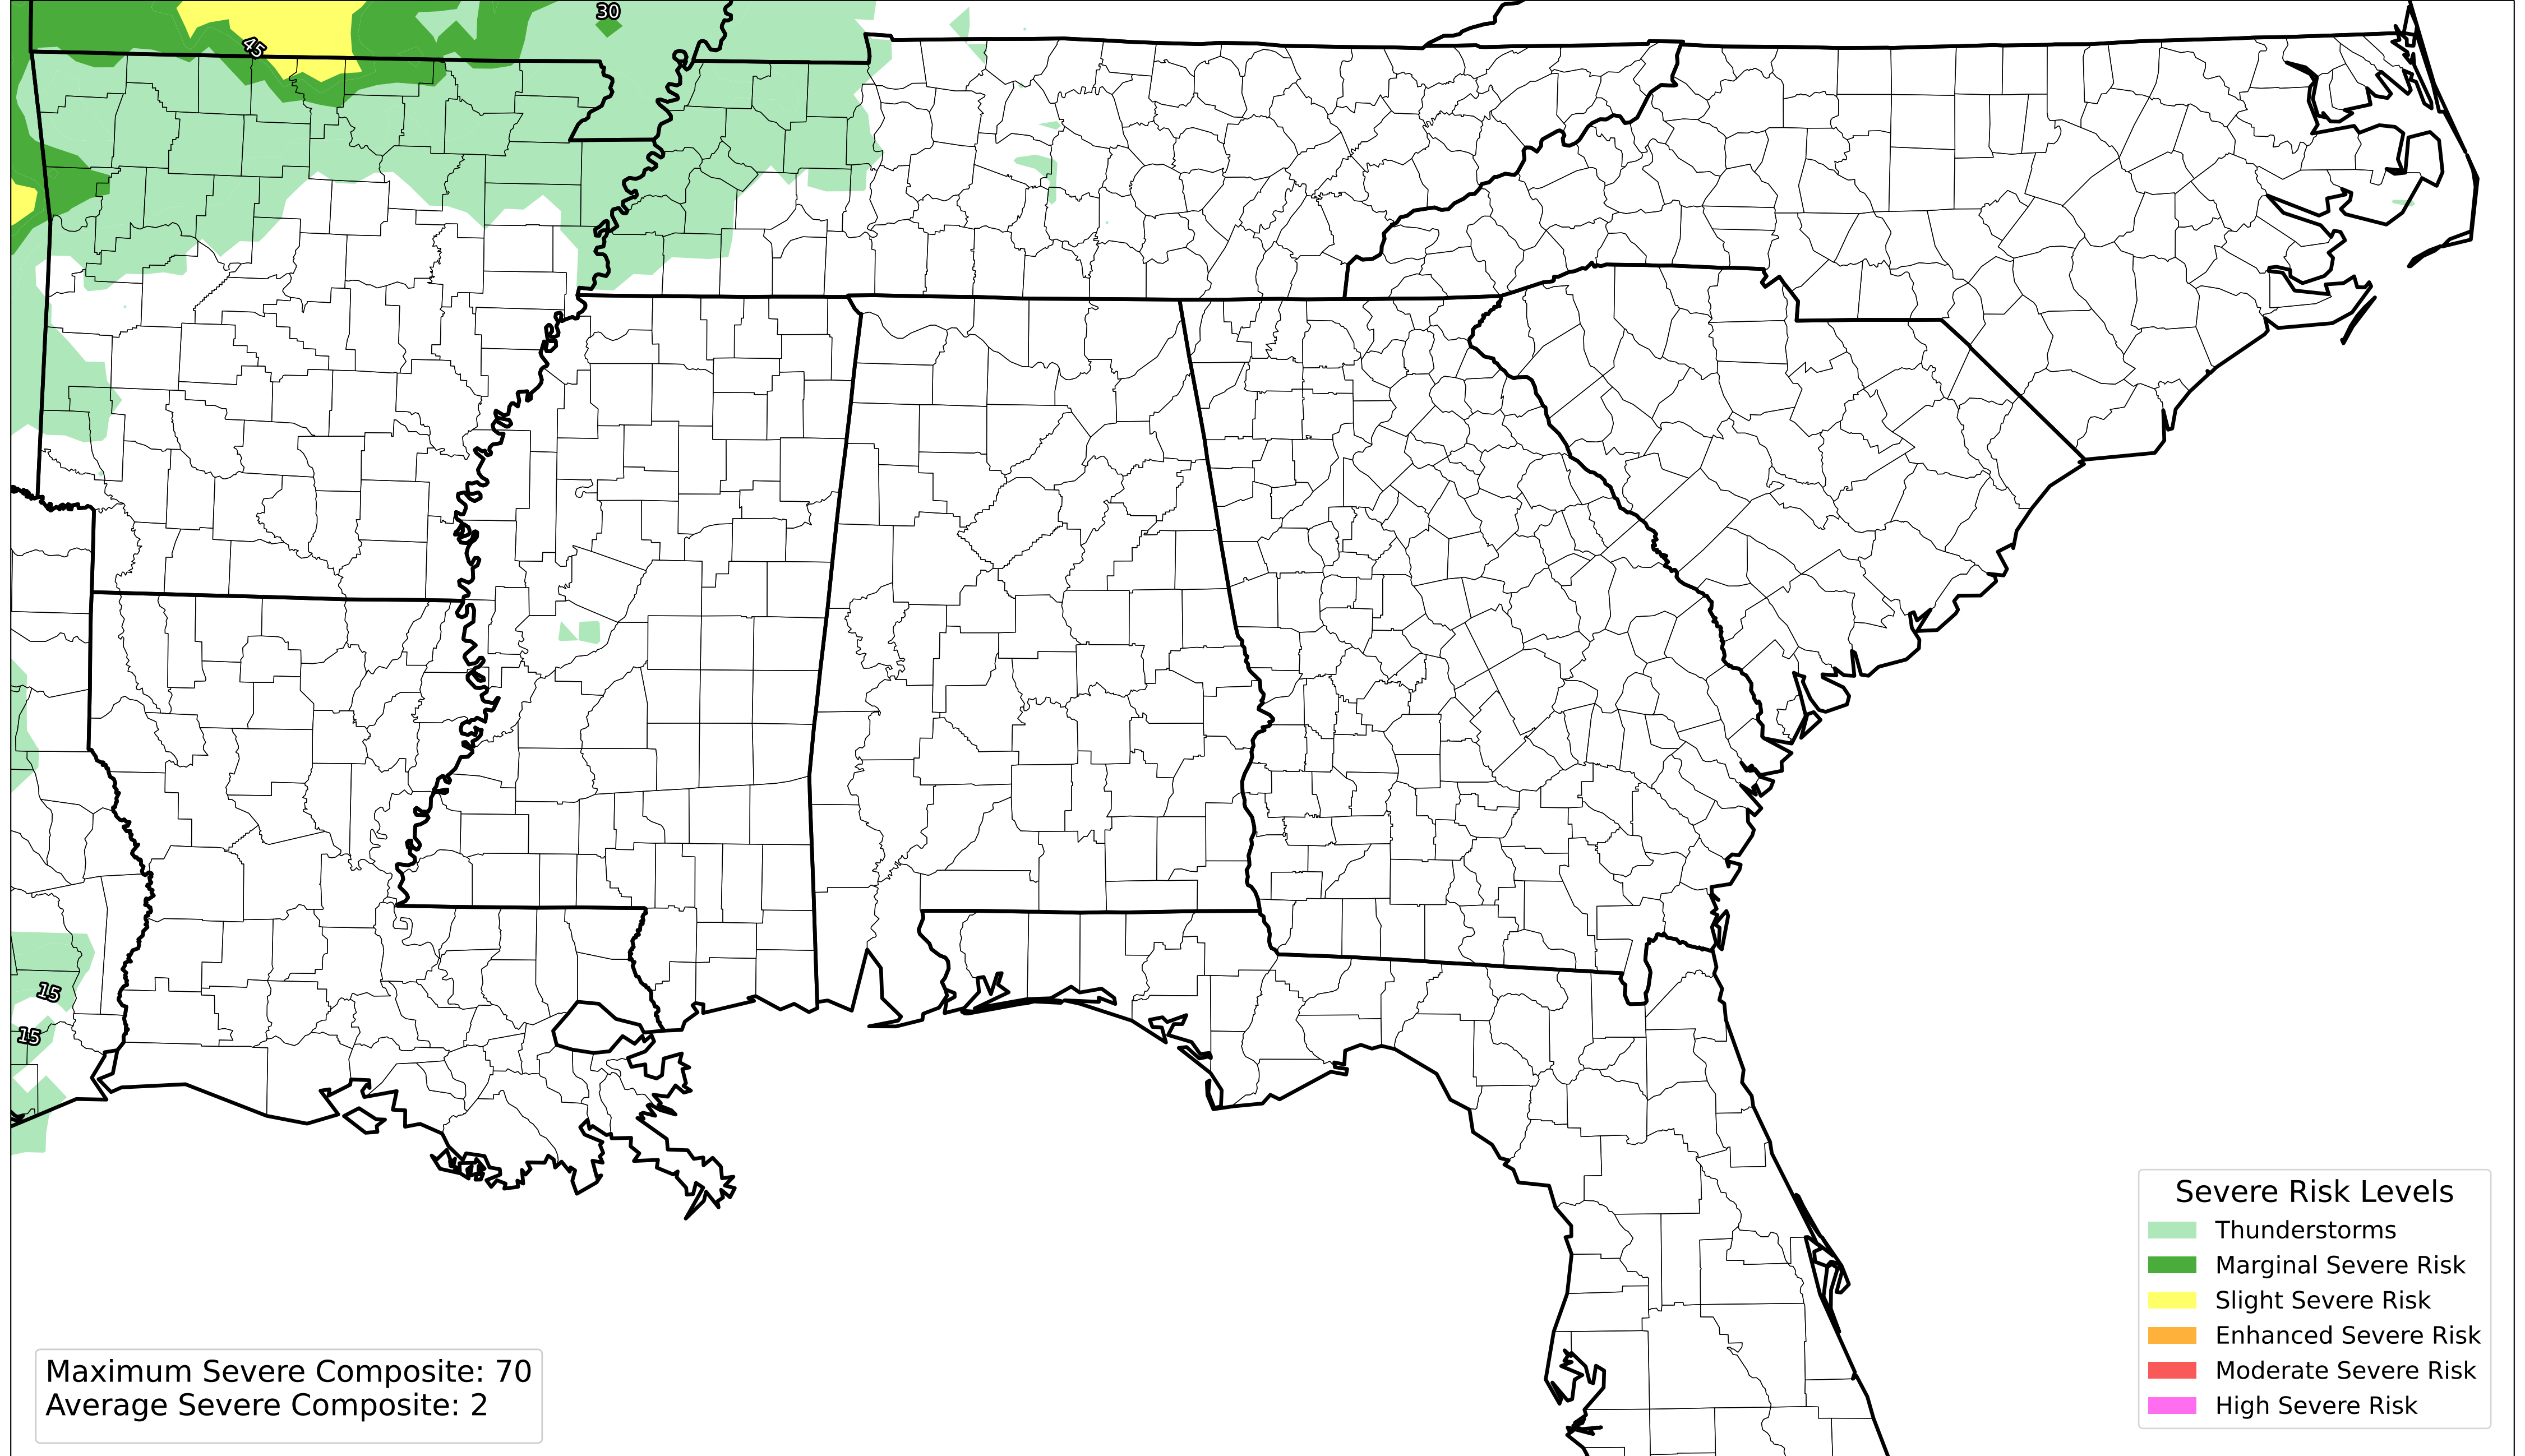 30
45
15
15
Severe Risk Levels
Thunderstorms
Marginal Severe Risk
Slight Severe Risk
Enhanced Severe Risk
Moderate Severe Risk
High Severe Risk
Maximum Severe Composite: 70
Average Severe Composite: 2